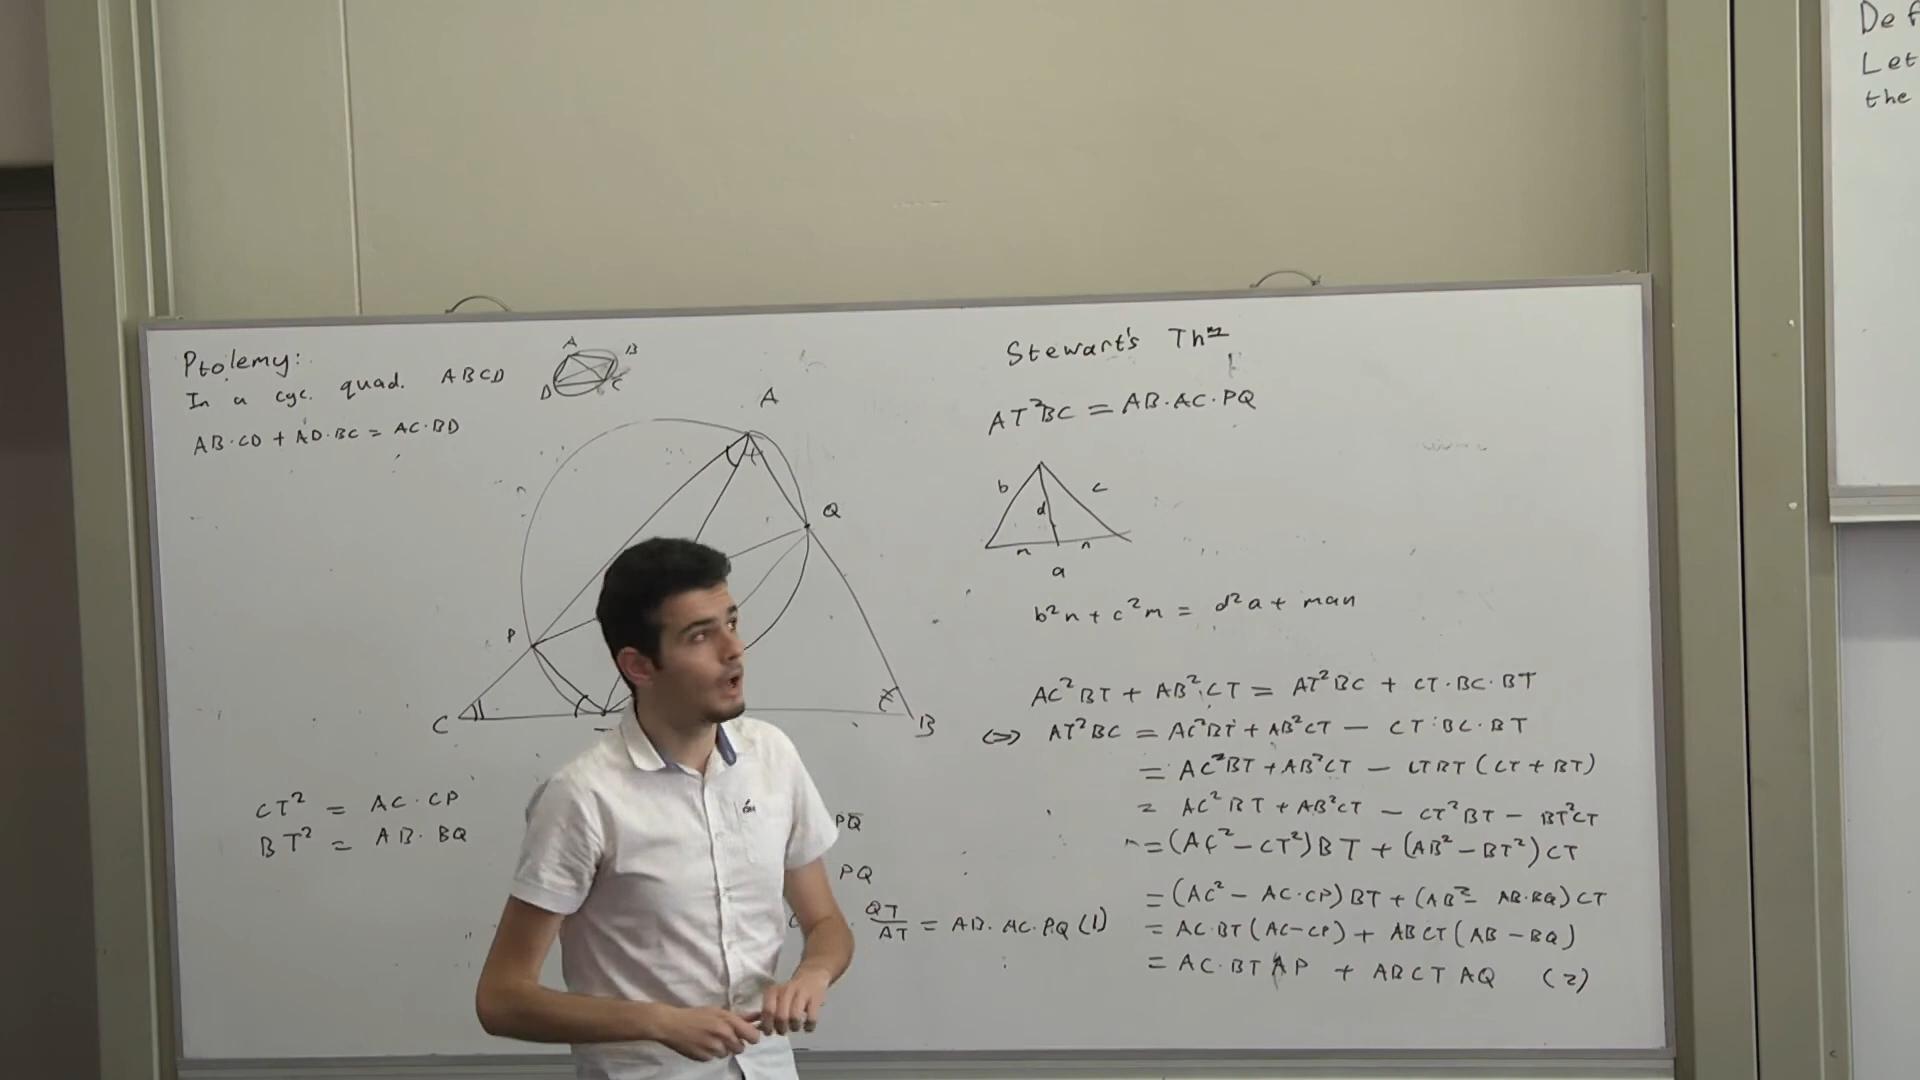 Ptolemy:
In a cyc. quad. ABCD
AB·CD + AD·BC = AC·BD
A
B
D
C
A
Q
P
C
B
CT² = AC·CP
BT² = AB·BQ
PQ
PQ
QT/AT = AB·AC·PQ (1)
Stewart's Thm
AT²BC = AB·AC·PQ
b
c
d
n
a
b²n + c²m = d²a + man
AC²BT + AB²·CT = AT²BC + CT·BC·BT
⇔ AT²BC = AC²BT + AB²CT − CT·BC·BT
= AC²BT + AB²CT − CTBT(CT + BT)
= AC²BT + AB²CT − CT²BT − BT²CT
= (AC² − CT²)BT + (AB² − BT²)CT
= (AC² − AC·CP)BT + (AB² − AB·BQ)CT
= AC·BT(AC−CP) + ABCT(AB − BQ)
= AC·BT AP + ABCT AQ (2)
Def
Let
the